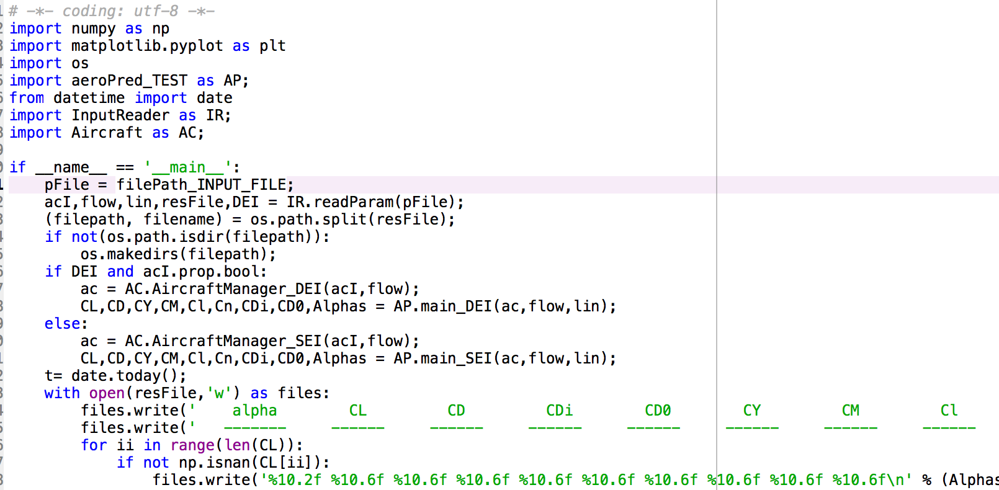 # -*- coding: utf-8 -*-
import numpy as np
import matplotlib.pyplot as plt
import os
import aeroPred_TEST as AP;
from datetime import date
import InputReader as IR;
import Aircraft as AC;
if __name__ == '__main__':
    pFile = filePath_INPUT_FILE;
    acI,flow,lin,resFile,DEI = IR.readParam(pFile);
    (filepath, filename) = os.path.split(resFile);
    if not(os.path.isdir(filepath)):
        os.makedirs(filepath);
    if DEI and acI.prop.bool:
        ac = AC.AircraftManager_DEI(acI,flow);
        CL,CD,CY,CM,Cl,Cn,CDi,CD0,Alphas = AP.main_DEI(ac,flow,lin);
    else:
        ac = AC.AircraftManager_SEI(acI,flow);
        CL,CD,CY,CM,Cl,Cn,CDi,CD0,Alphas = AP.main_SEI(ac,flow,lin);
    t= date.today();
    with open(resFile,'w') as files:
        files.write('    alpha        CL         CD         CDi        CD0        CY         CM         Cl
        files.write('   -------     ------     ------     ------     ------     ------     ------     ------
        for ii in range(len(CL)):
            if not np.isnan(CL[ii]):
                files.write('%10.2f %10.6f %10.6f %10.6f %10.6f %10.6f %10.6f %10.6f %10.6f %10.6f\n' % (Alphas